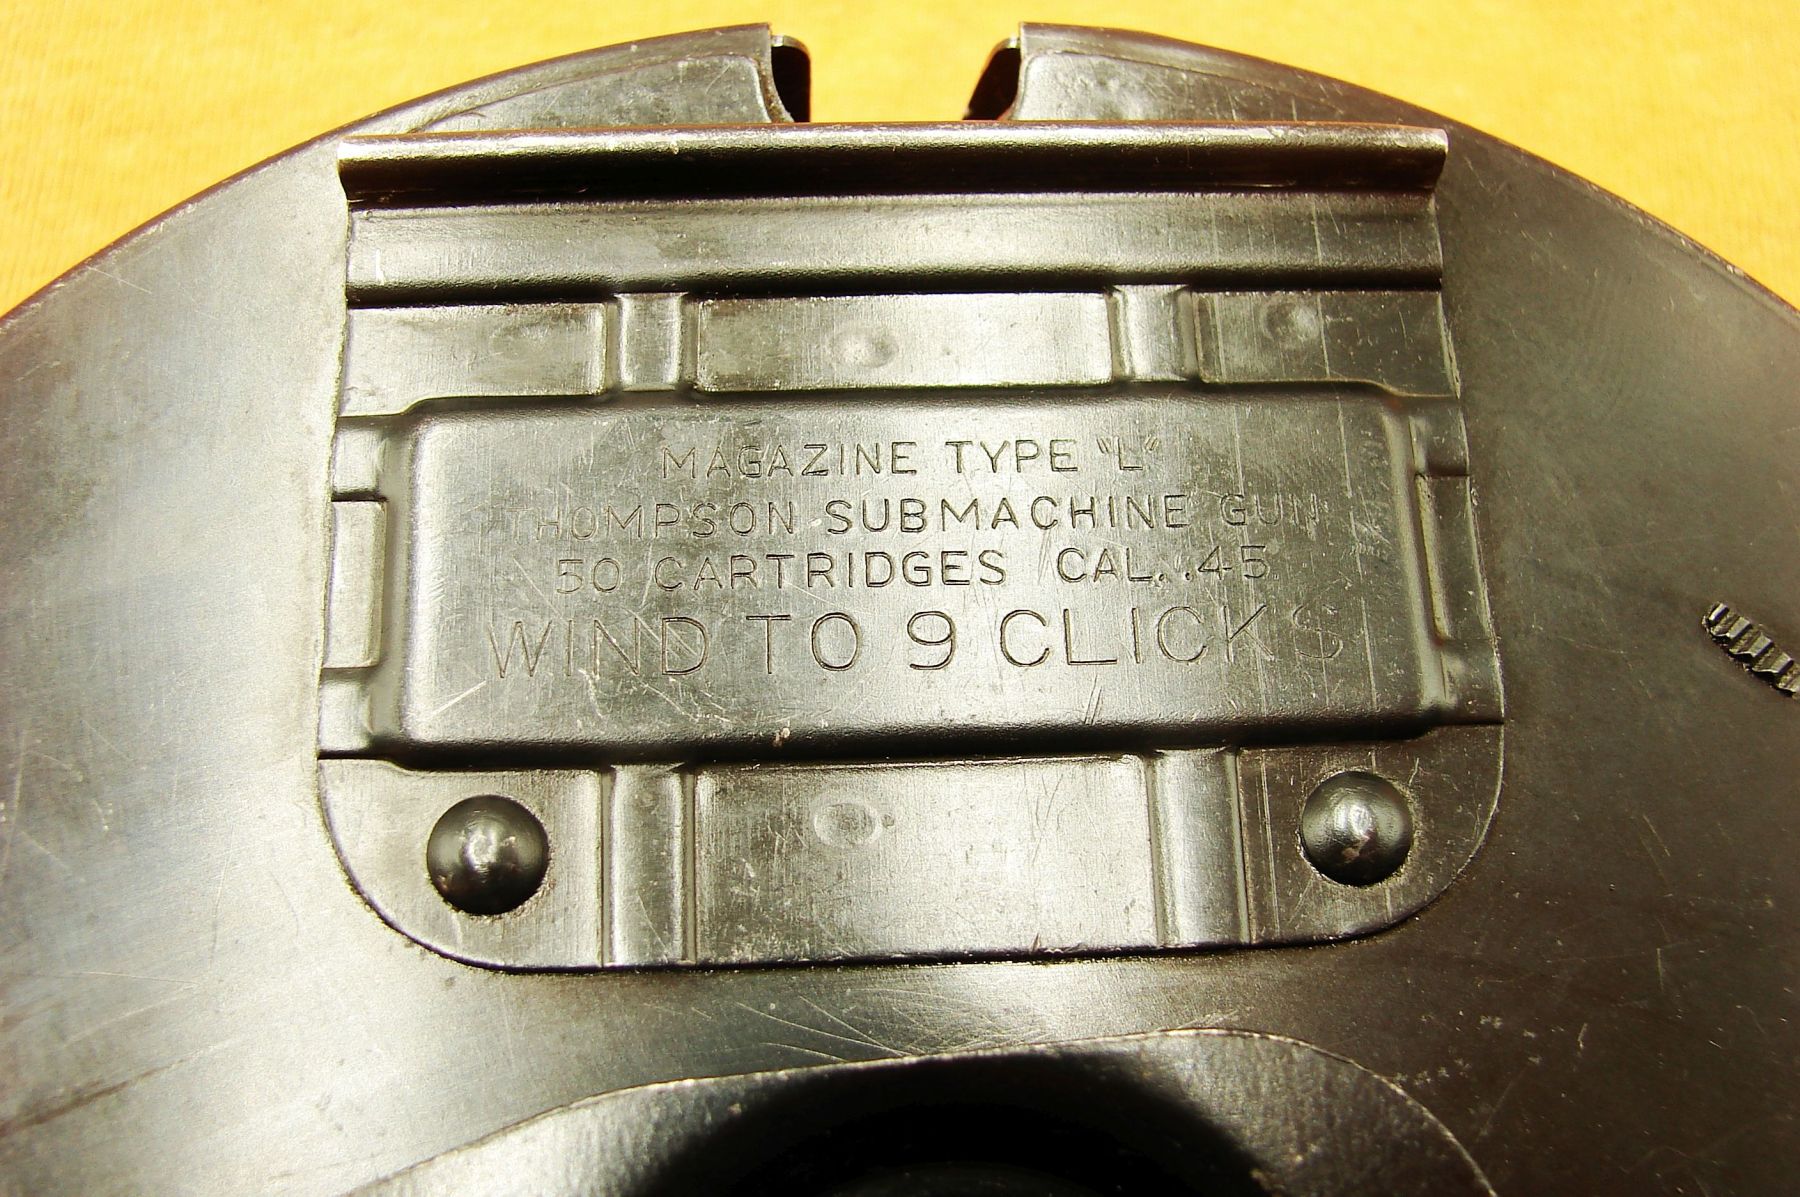 MAGAZINE TYPE "L"
THOMPSON SUBMACHINE GUN
50 CARTRIDGES CAL. .45
WIND TO 9 CLICKS